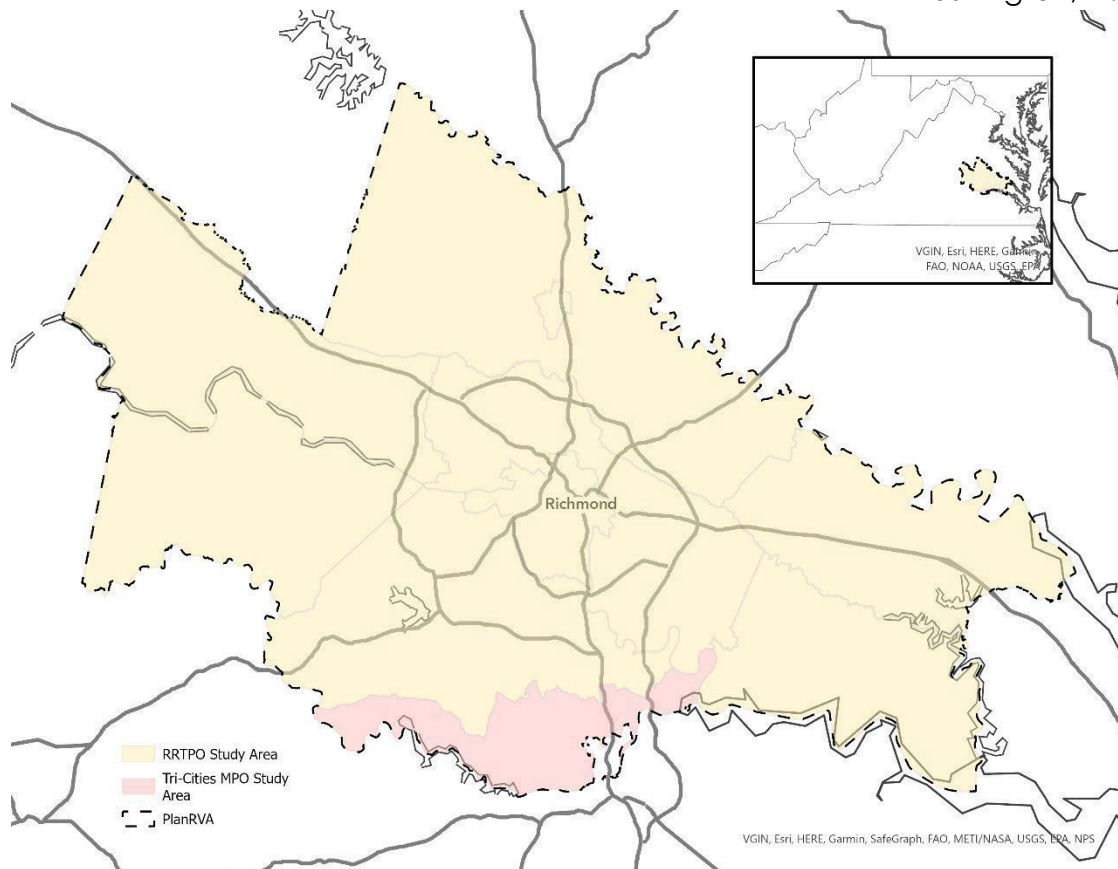 VGIN, Esri, HERE, Garmin,
FAO, NOAA, USGS, EPA
Richmond
RRTPO Study Area
Tri-Cities MPO Study
Area
PlanRVA
VGIN, Esri, HERE, Garmin, SafeGraph, FAO, METI/NASA, USGS, EPA, NPS